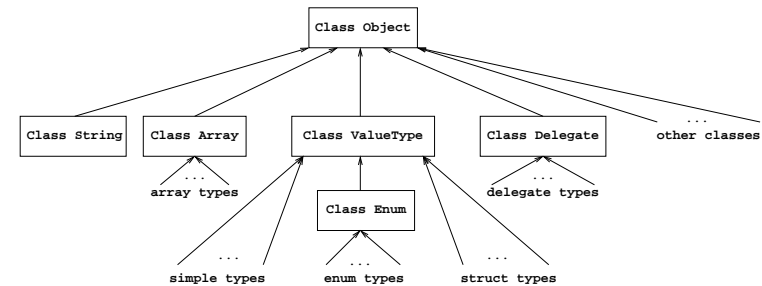 Class Object
Class String
Class Array
Class ValueType
Class Delegate
...
other classes
...
array types
...
delegate types
Class Enum
...
simple types
...
enum types
...
struct types